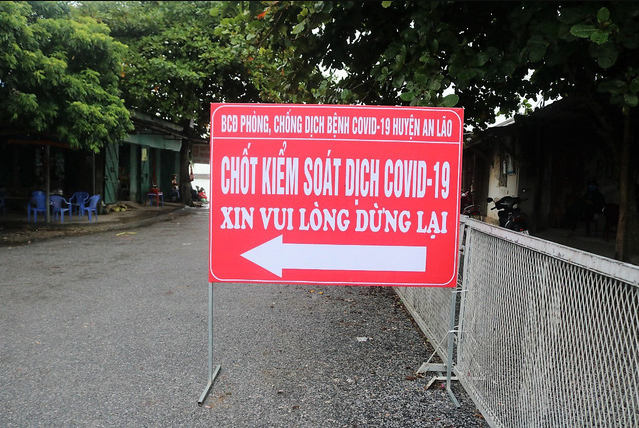 BCĐ PHÒNG, CHỐNG DỊCH BỆNH COVID-19 HUYỆN AN LÃO
CHỐT KIỂM SOÁT DỊCH COVID-19
XIN VUI LÒNG DỪNG LẠI